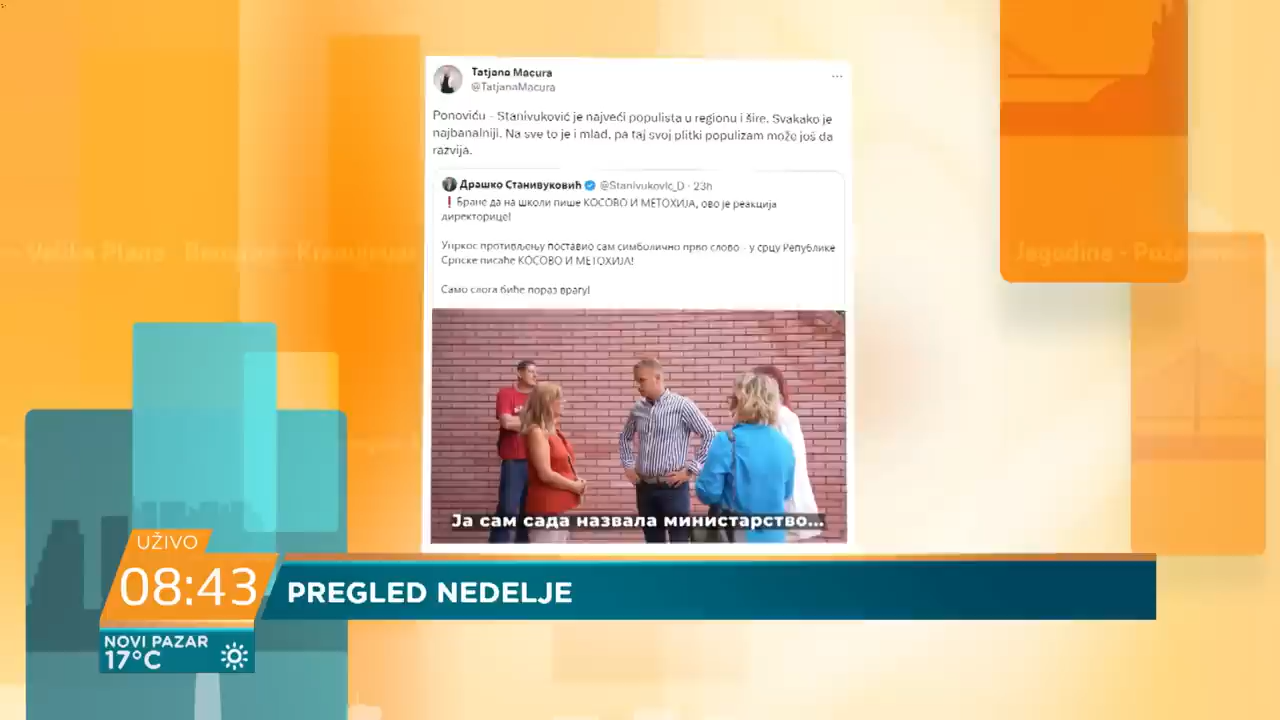 Tatjana Macura
@TatjanaMacura
Ponoviću - Stanivuković je najveći populista u regionu i šire. Svakako je
najbanalniji. Na sve to je i mlad, pa taj svoj plitki populizam može još da
razvija.
Драшко Станивуковић @Stanivukovic_D · 23h
❗Бране да на школи пише КОСОВО И МЕТОХИЈА, ово је реакција
директорице!
Упркос противљењу поставио сам симболично прво слово - у срцу Републике
Српске писаће КОСОВО И МЕТОХИЈА!
Само слога биће пораз врагу!
Ја сам сада назвала министарство...
Velika Plana
Jagodina -
UŽIVO
08:43
PREGLED NEDELJE
NOVI PAZAR
17°C